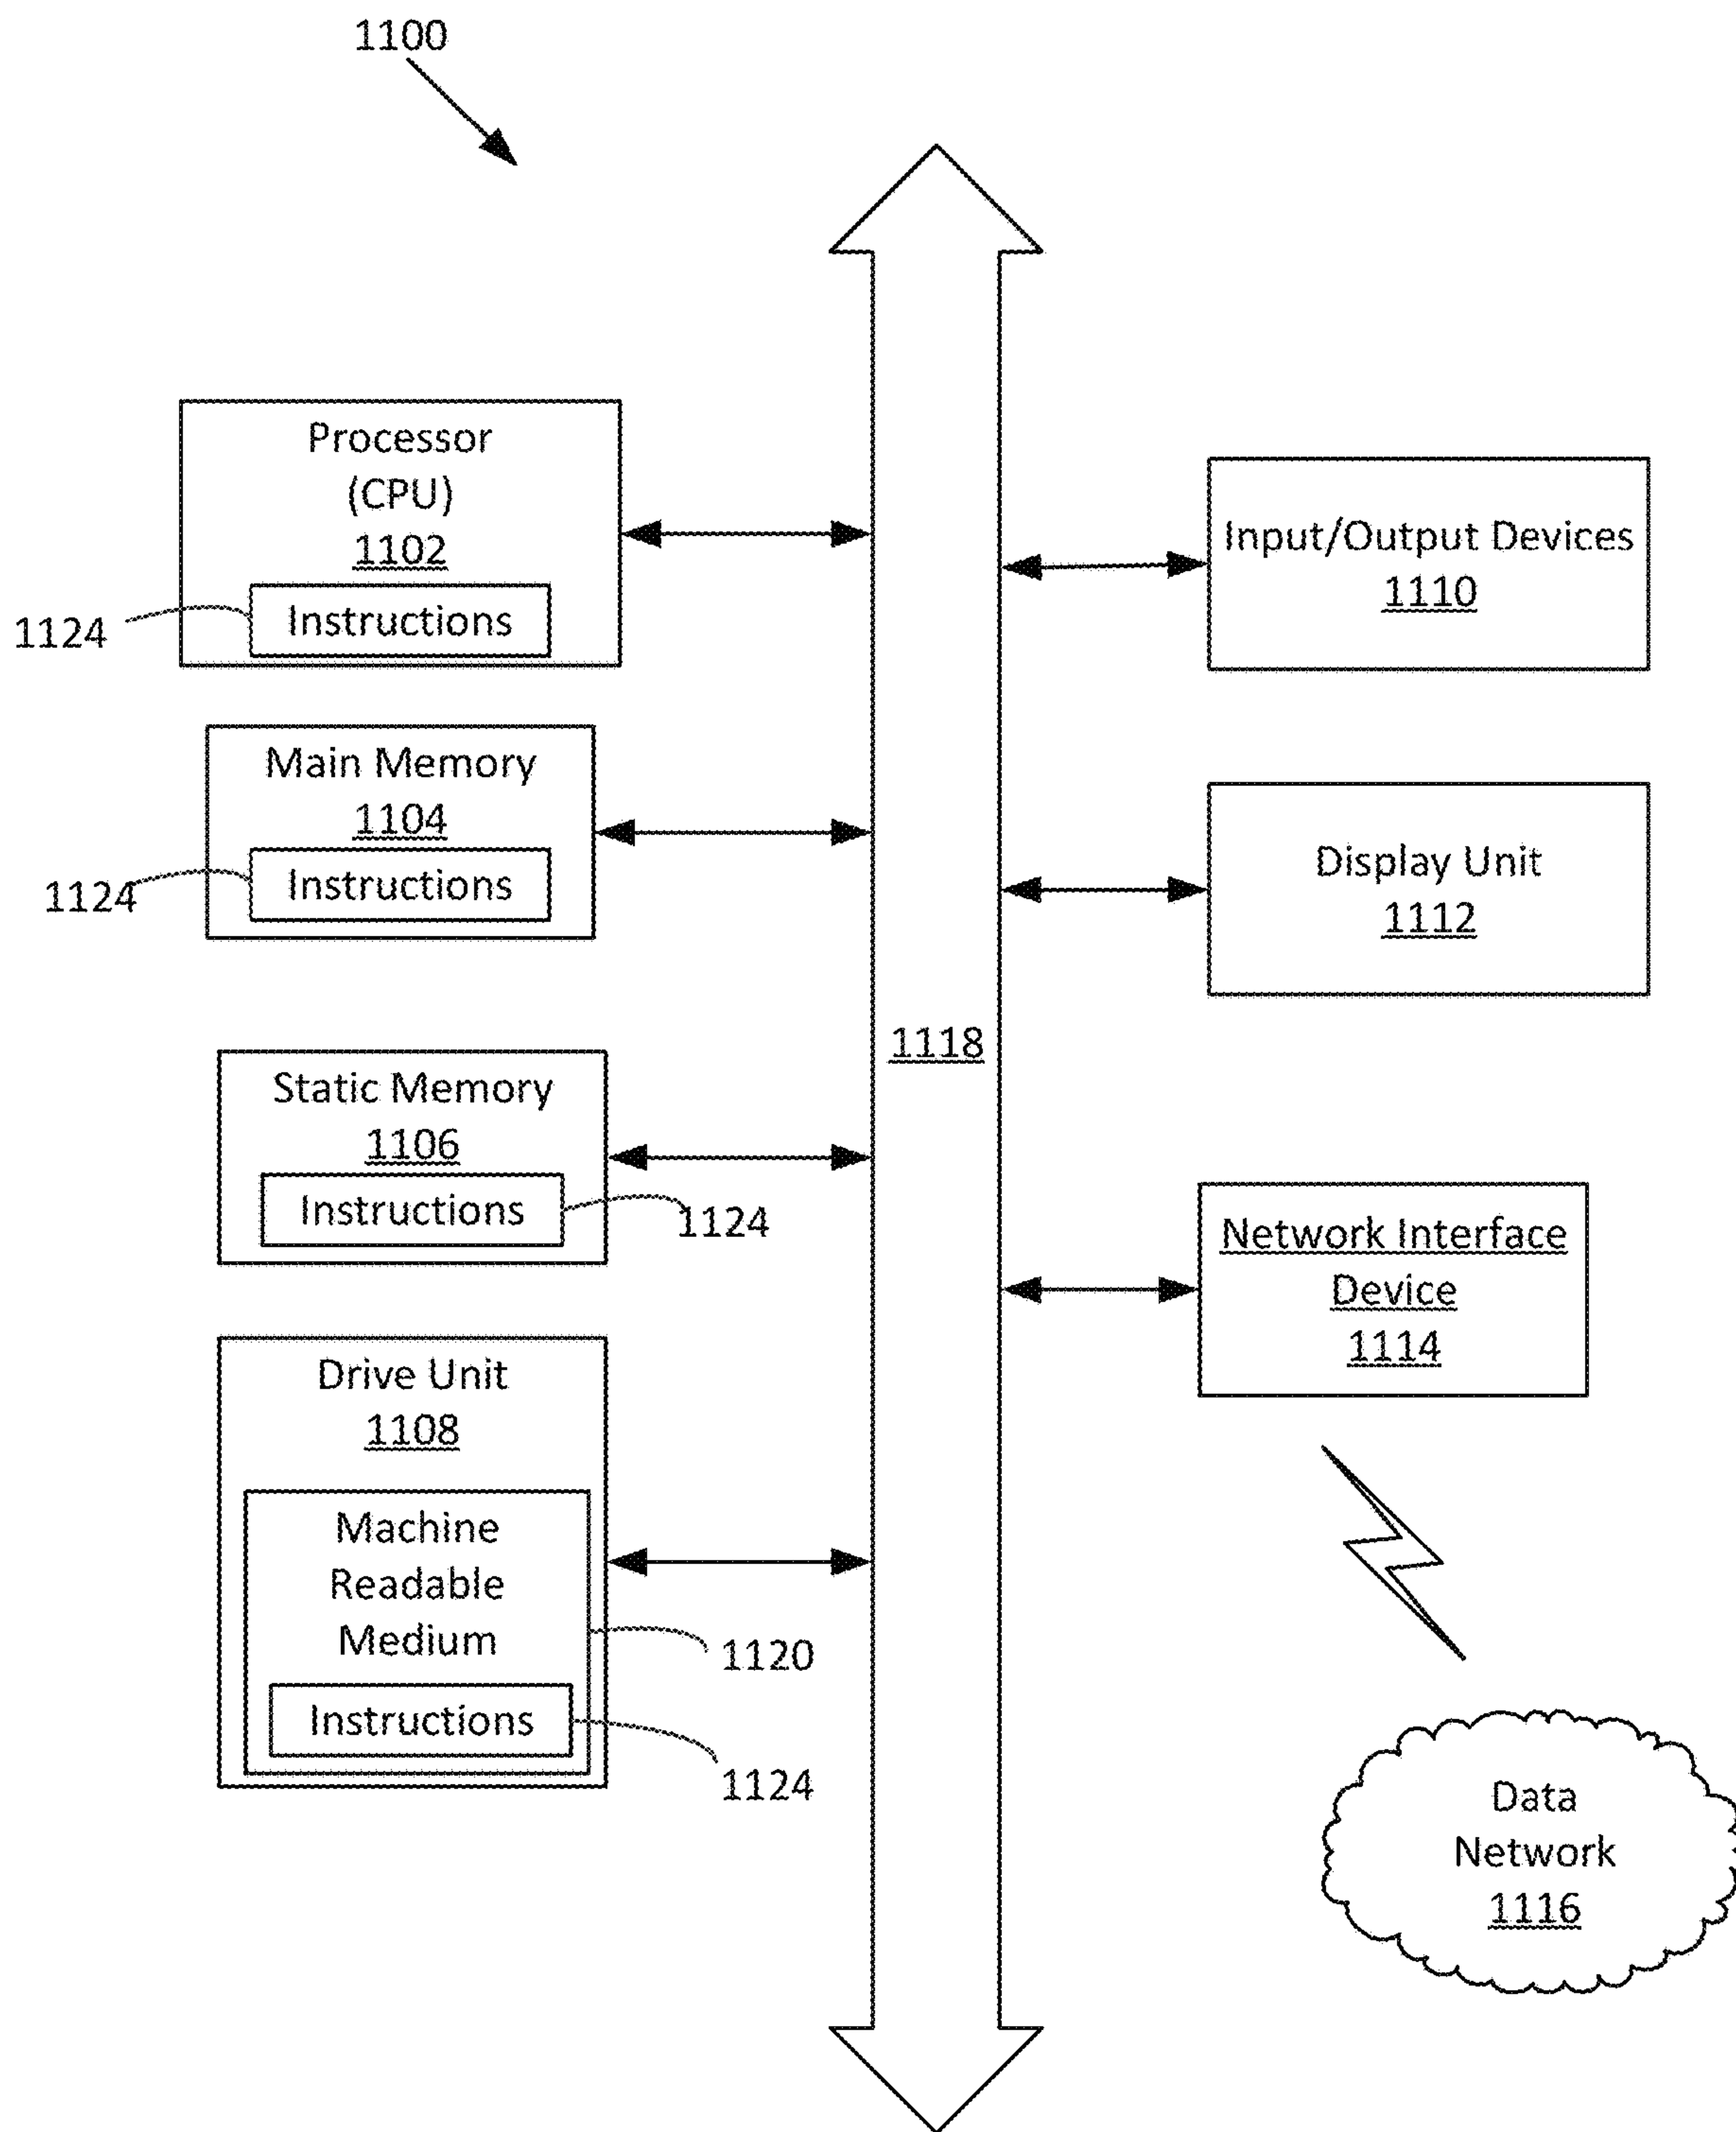 1100
Processor
(CPU)
1102
Instructions
1124
Main Memory
1104
Instructions
1124
Static Memory
1106
Instructions
1124
Drive Unit
1108
Machine
Readable
Medium
1120
Instructions
1124
1118
Input/Output Devices
1110
Display Unit
1112
Network Interface
Device
1114
Data
Network
1116